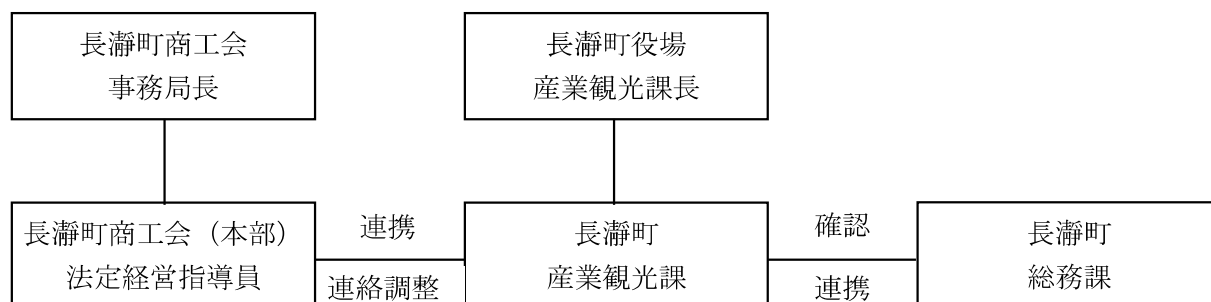 長瀞町商工会
事務局長
長瀞町役場
産業観光課長
長瀞町商工会（本部）
法定経営指導員
連携
連絡調整
長瀞町
産業観光課
確認
連携
長瀞町
総務課